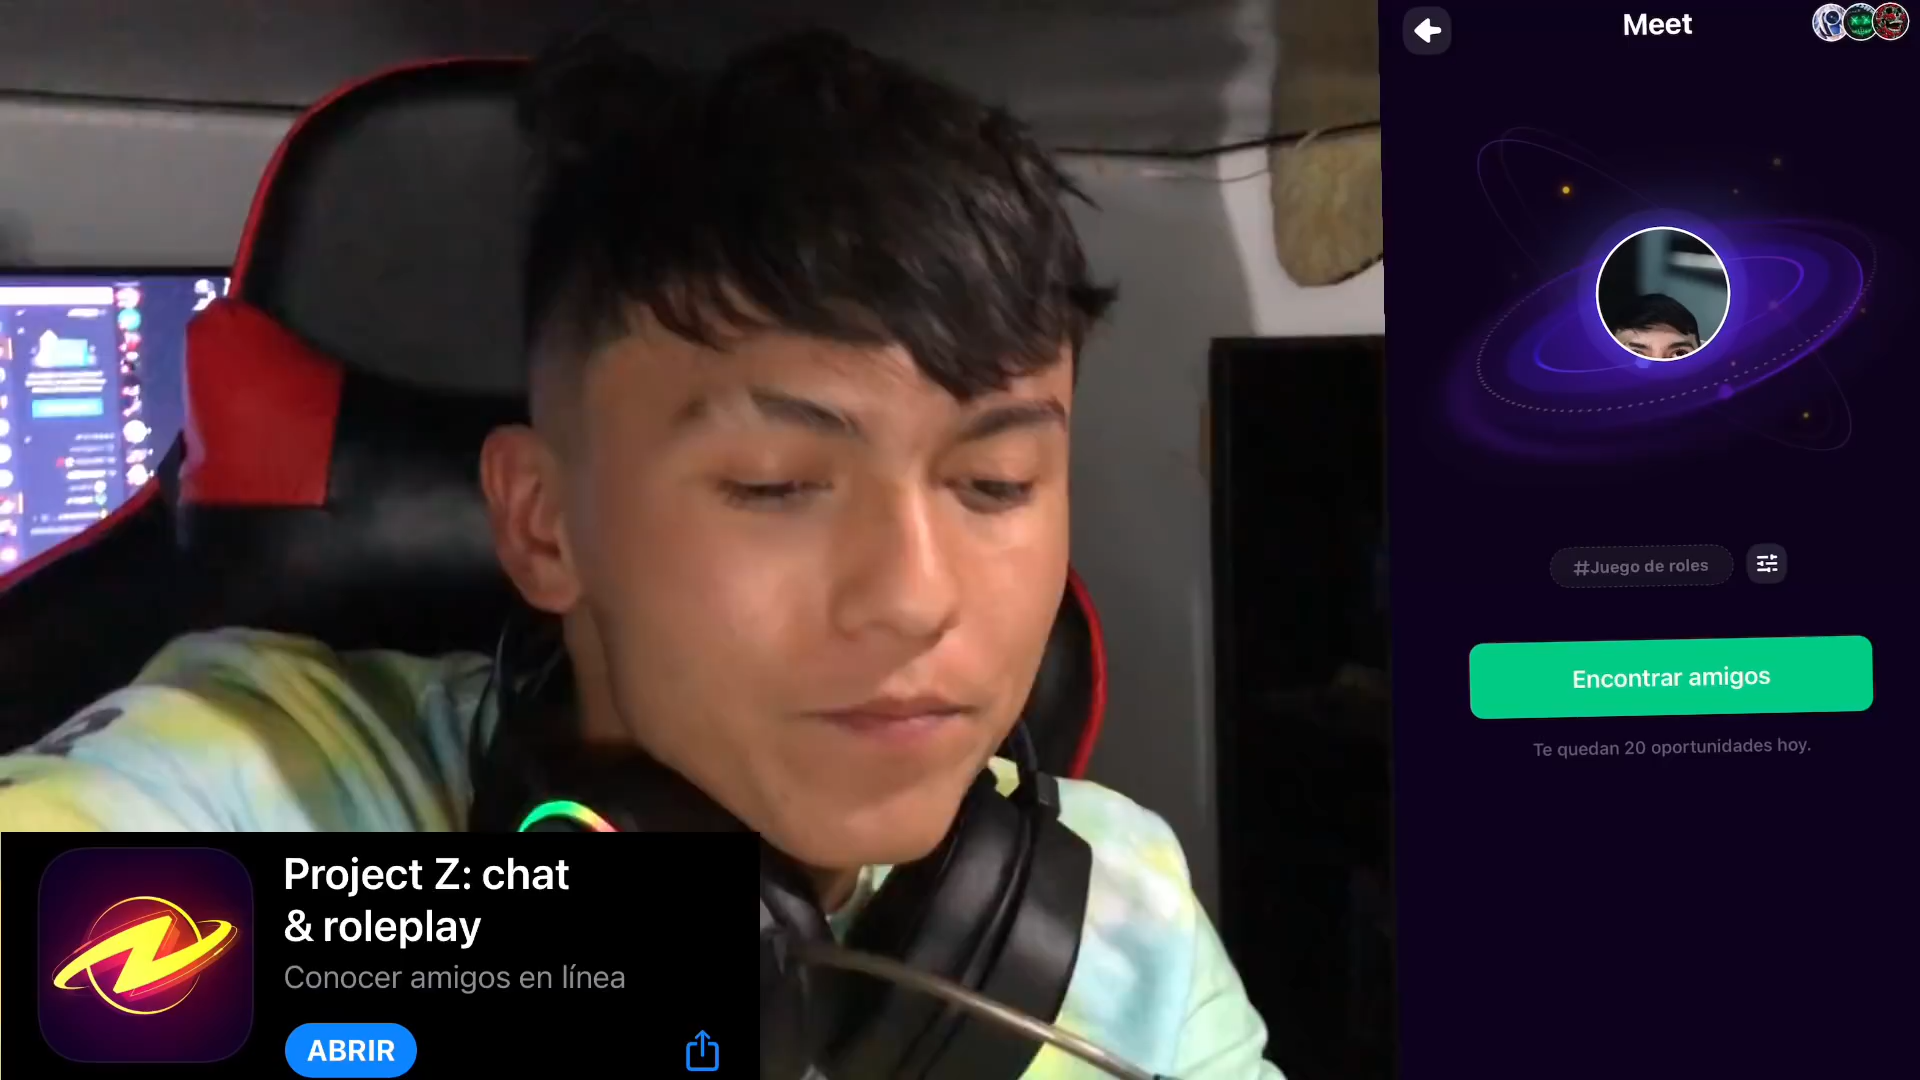 Meet
#Juego de roles
Encontrar amigos
Te quedan 20 oportunidades hoy.
Project Z: chat
& roleplay
Conocer amigos en línea
ABRIR